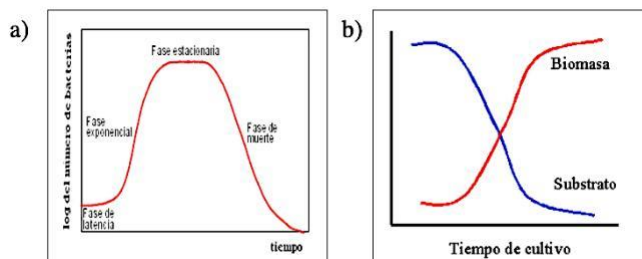 a)
log del numero de bacterias
Fase estacionaria
Fase
exponencial
Fase de
muerte
Fase de
latencia
tiempo
b)
Biomasa
Substrato
Tiempo de cultivo